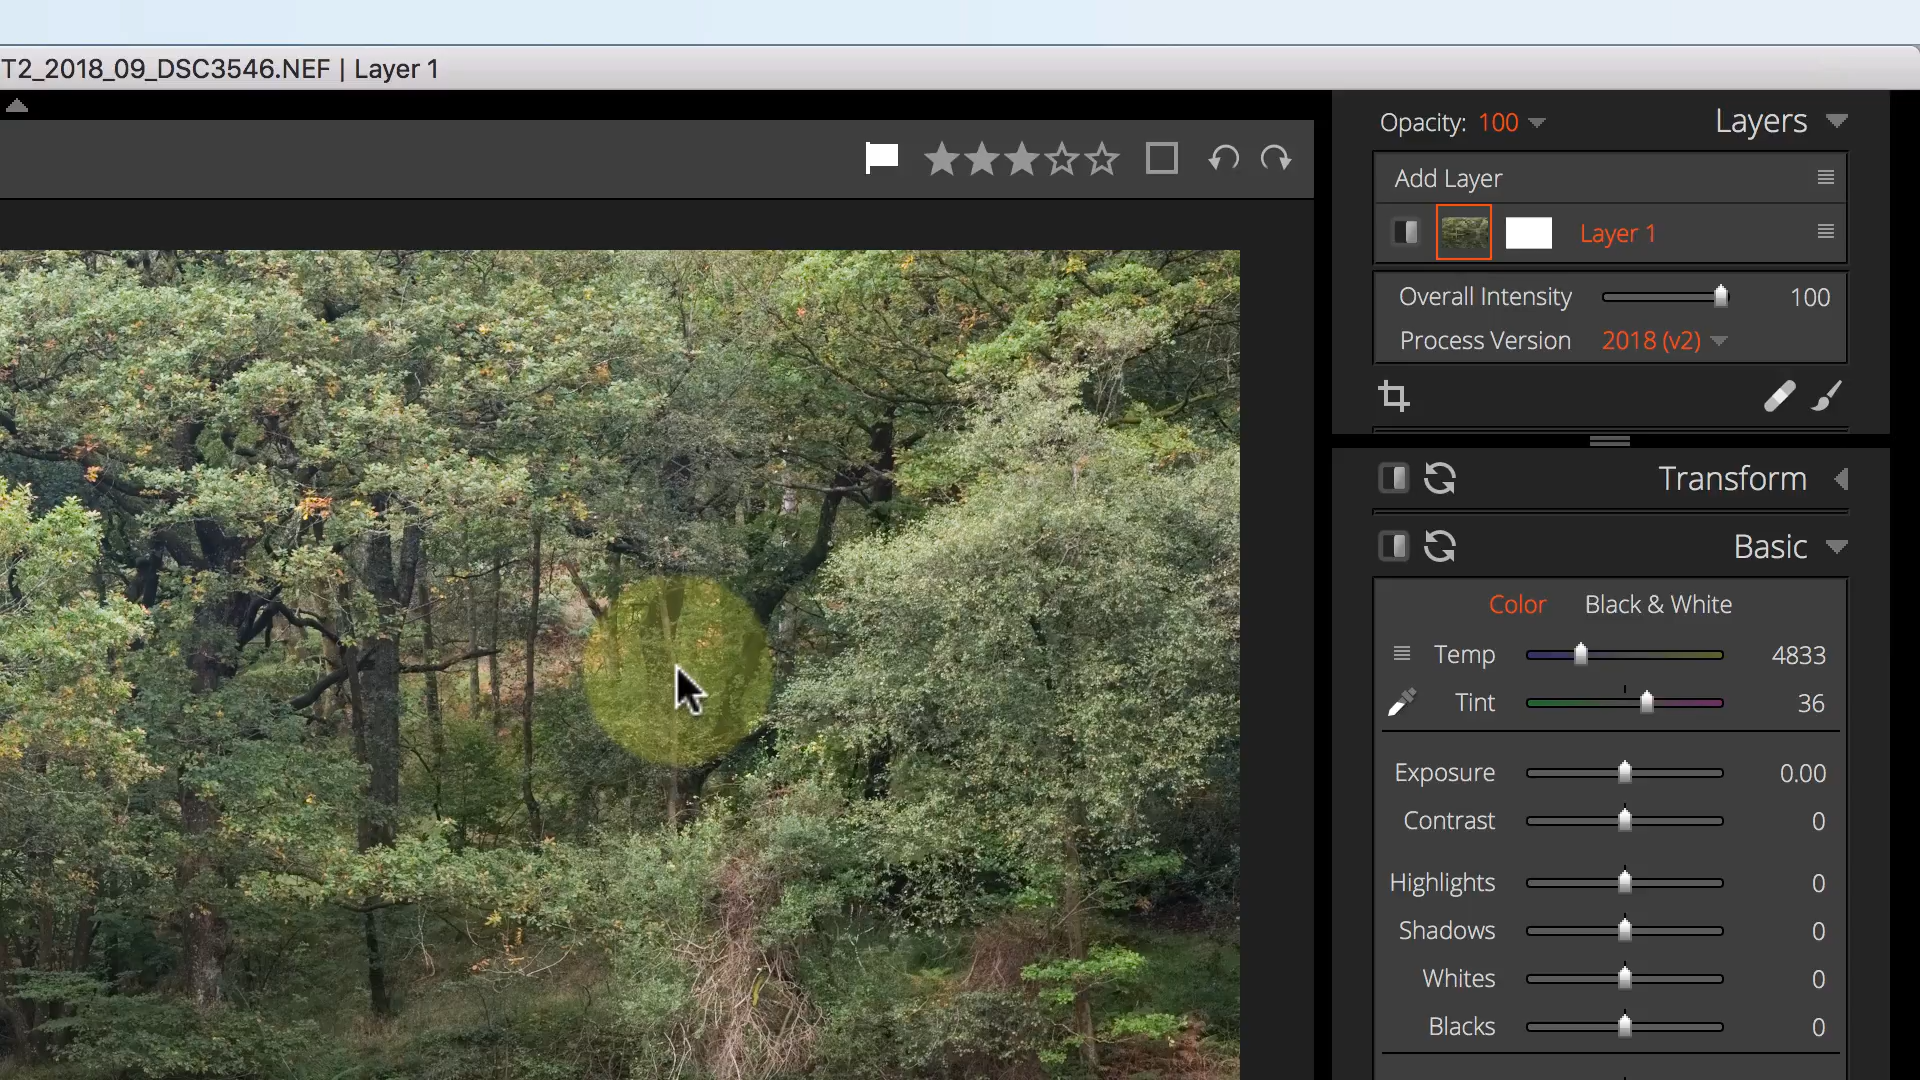 T2_2018_09_DSC3546.NEF | Layer 1
Opacity: 100
Layers
Add Layer
Layer 1
Overall Intensity 100
Process Version 2018 (v2)
Transform
Basic
Color Black & White
Temp 4833
Tint 36
Exposure 0.00
Contrast 0
Highlights 0
Shadows 0
Whites 0
Blacks 0